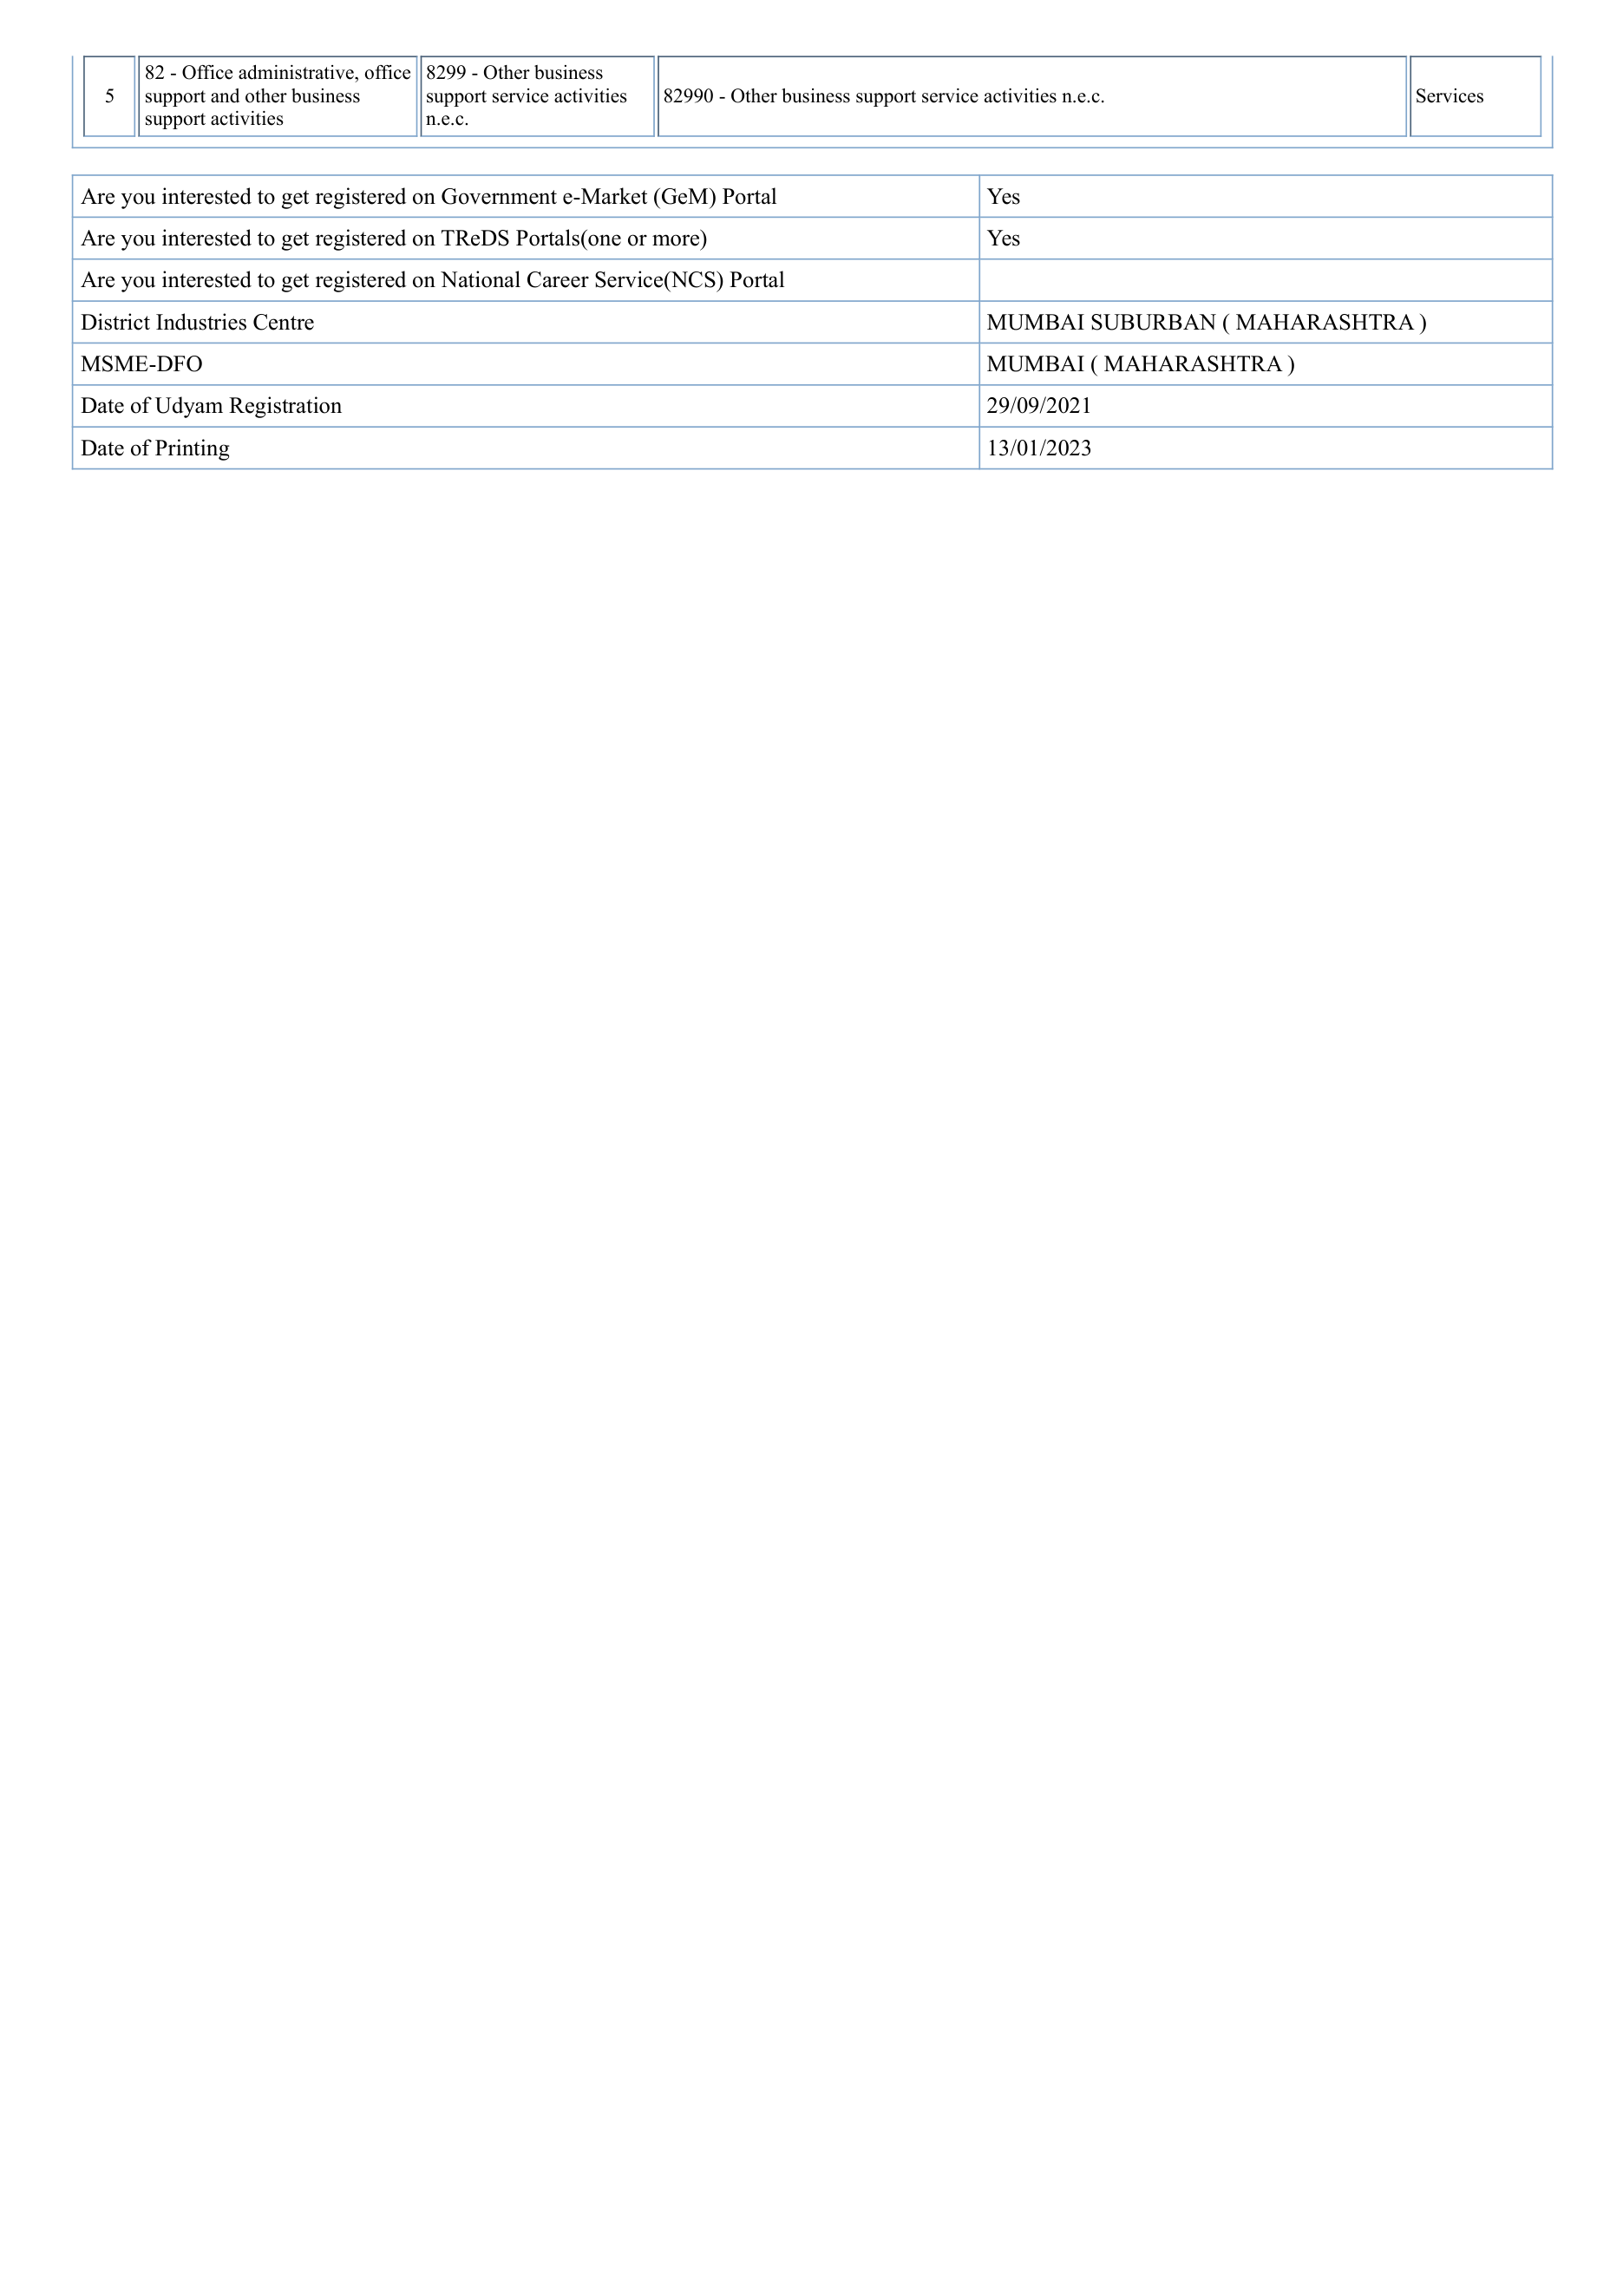 5
82 - Office administrative, office
support and other business
support activities
8299 - Other business
support service activities
n.e.c.
82990 - Other business support service activities n.e.c.
Services
Are you interested to get registered on Government e-Market (GeM) Portal
Yes
Are you interested to get registered on TReDS Portals(one or more)
Yes
Are you interested to get registered on National Career Service(NCS) Portal
District Industries Centre
MUMBAI SUBURBAN ( MAHARASHTRA )
MSME-DFO
MUMBAI ( MAHARASHTRA )
Date of Udyam Registration
29/09/2021
Date of Printing
13/01/2023